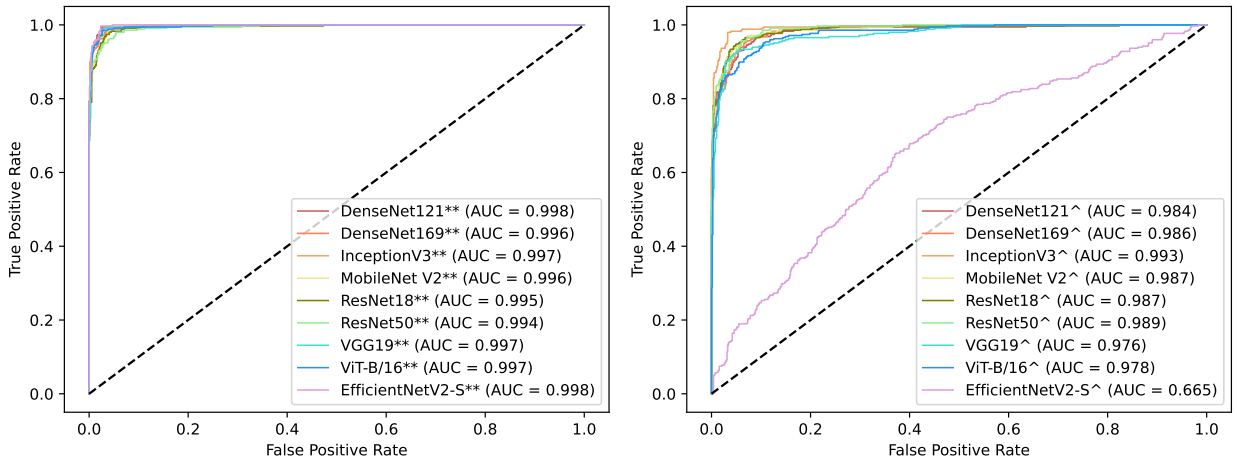 1.0
0.8
0.6
0.4
0.2
0.0
True Positive Rate
0.0
0.2
0.4
0.6
0.8
1.0
False Positive Rate
DenseNet121** (AUC = 0.998)
DenseNet169** (AUC = 0.996)
InceptionV3** (AUC = 0.997)
MobileNet V2** (AUC = 0.996)
ResNet18** (AUC = 0.995)
ResNet50** (AUC = 0.994)
VGG19** (AUC = 0.997)
ViT-B/16** (AUC = 0.997)
EfficientNetV2-S** (AUC = 0.998)
1.0
0.8
0.6
0.4
0.2
0.0
True Positive Rate
0.0
0.2
0.4
0.6
0.8
1.0
False Positive Rate
DenseNet121^ (AUC = 0.984)
DenseNet169^ (AUC = 0.986)
InceptionV3^ (AUC = 0.993)
MobileNet V2^ (AUC = 0.987)
ResNet18^ (AUC = 0.987)
ResNet50^ (AUC = 0.989)
VGG19^ (AUC = 0.976)
ViT-B/16^ (AUC = 0.978)
EfficientNetV2-S^ (AUC = 0.665)